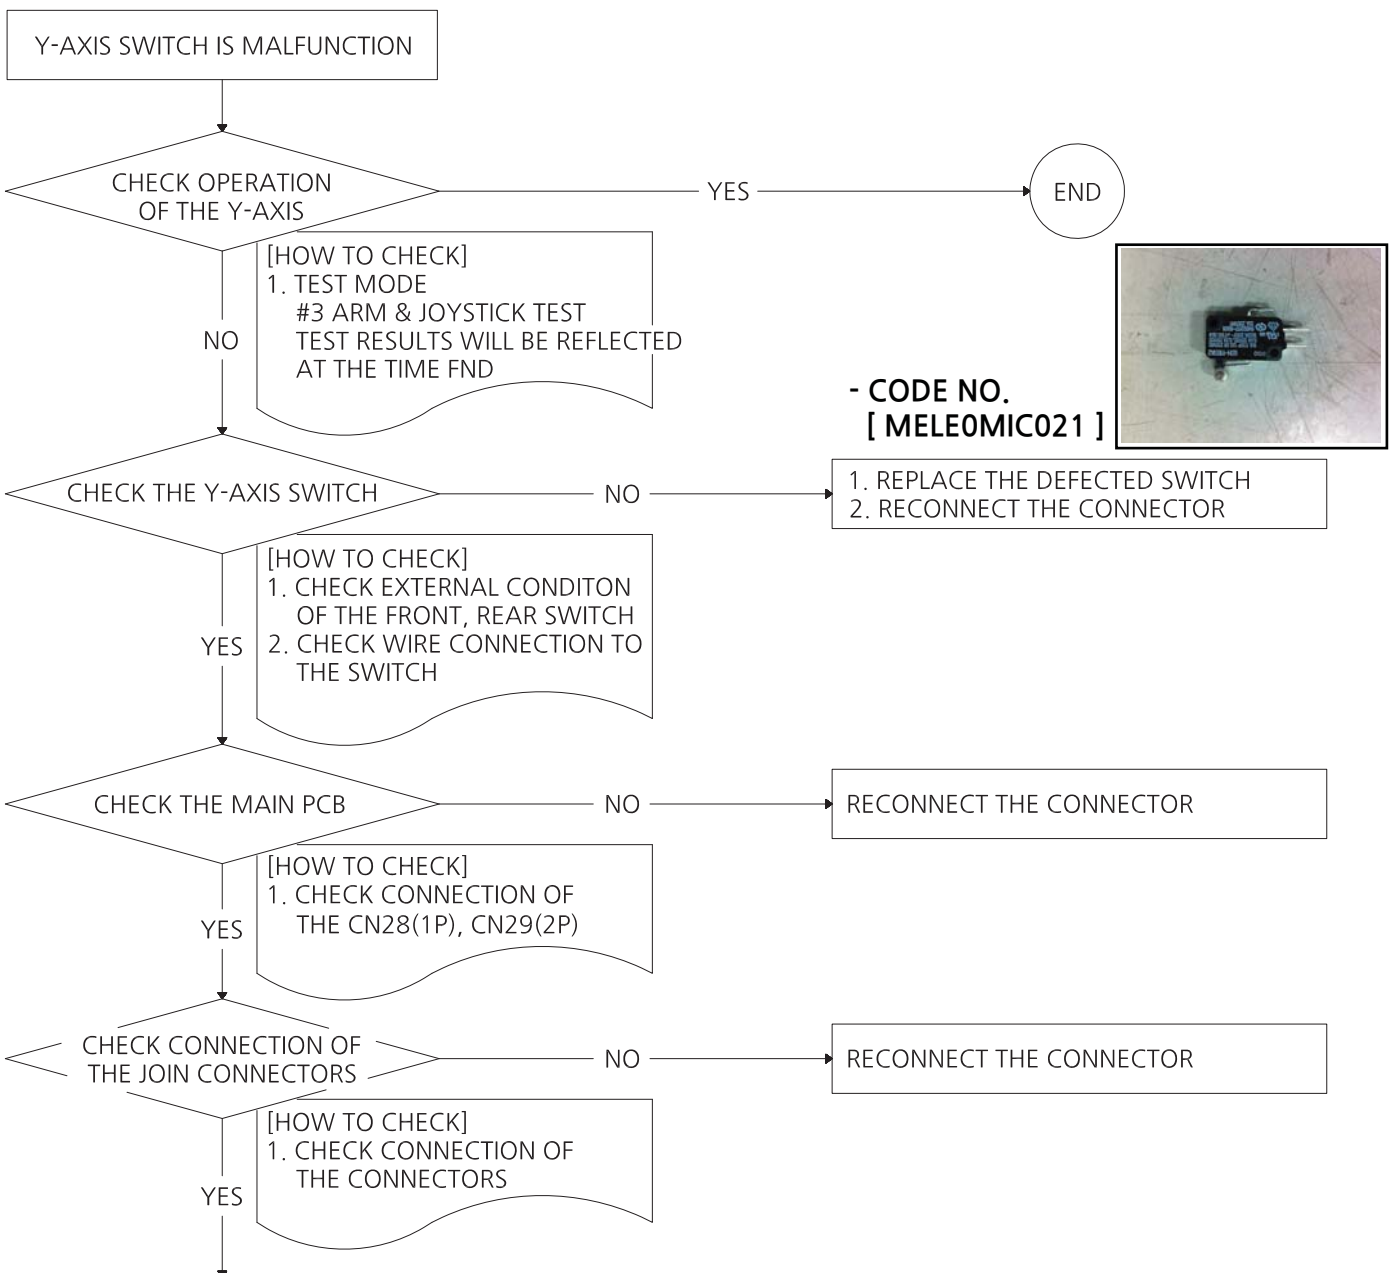 Y-AXIS SWITCH IS MALFUNCTION
CHECK OPERATION
OF THE Y-AXIS
YES
END
[HOW TO CHECK]
1. TEST MODE
#3 ARM & JOYSTICK TEST
TEST RESULTS WILL BE REFLECTED
AT THE TIME FND
NO
- CODE NO.
[ MELE0MIC021 ]
CHECK THE Y-AXIS SWITCH
NO
1. REPLACE THE DEFECTED SWITCH
2. RECONNECT THE CONNECTOR
[HOW TO CHECK]
1. CHECK EXTERNAL CONDITON
OF THE FRONT, REAR SWITCH
2. CHECK WIRE CONNECTION TO
THE SWITCH
YES
CHECK THE MAIN PCB
NO
RECONNECT THE CONNECTOR
[HOW TO CHECK]
1. CHECK CONNECTION OF
THE CN28(1P), CN29(2P)
YES
CHECK CONNECTION OF
THE JOIN CONNECTORS
NO
RECONNECT THE CONNECTOR
[HOW TO CHECK]
1. CHECK CONNECTION OF
THE CONNECTORS
YES